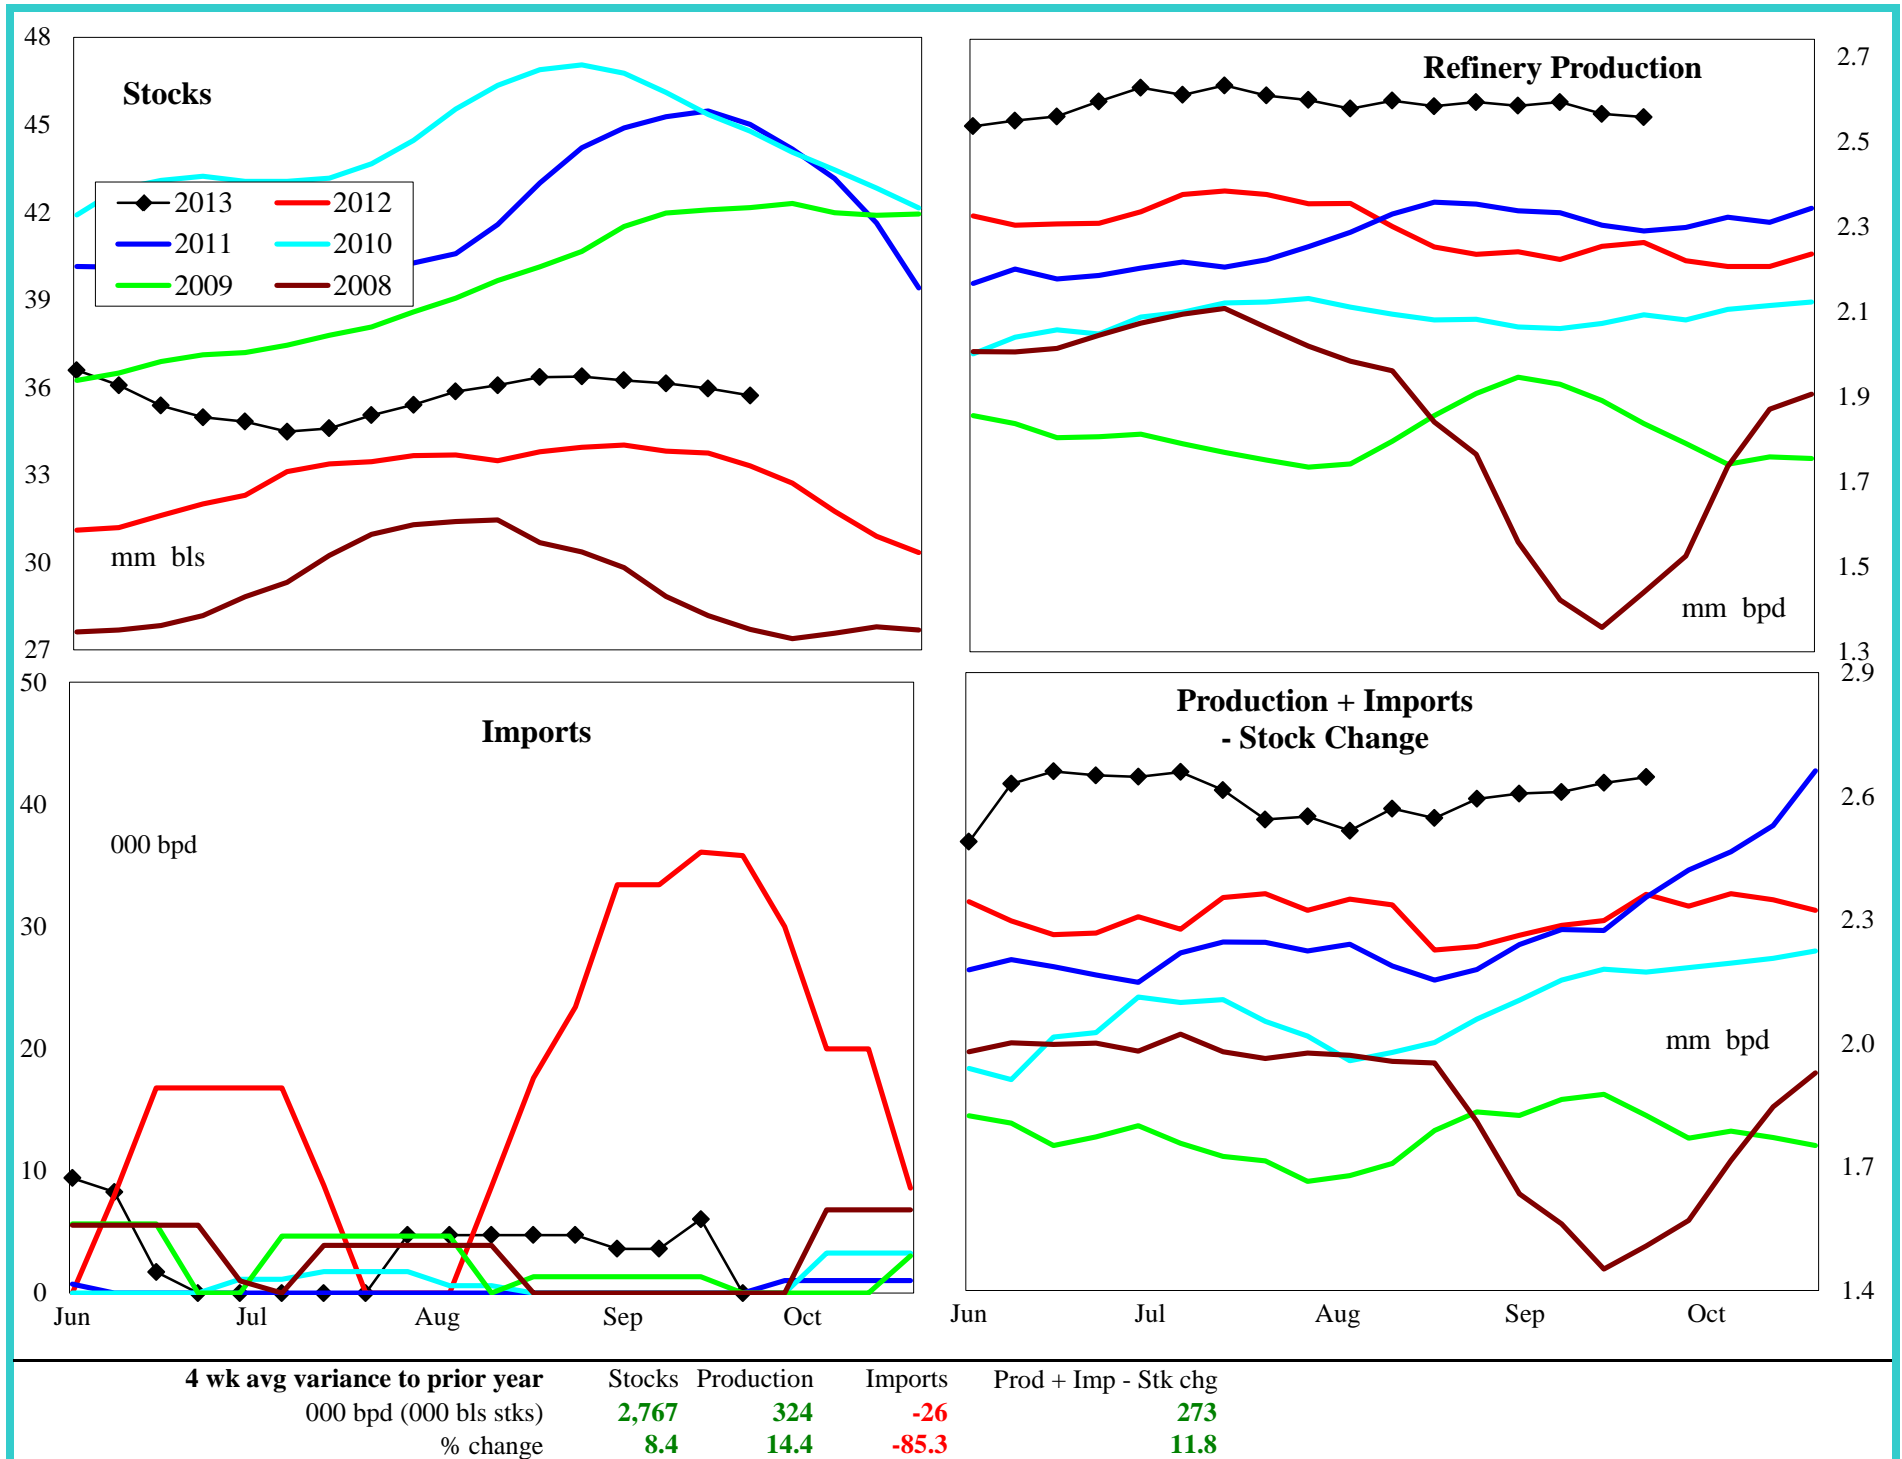 48
45
42
39
36
33
30
27
Stocks
2013 2012
2011 2010
2009 2008
mm bls
Refinery Production
2.7
2.5
2.3
2.1
1.9
1.7
1.5
1.3
mm bpd
50
40
30
20
10
0
Imports
000 bpd
Jun Jul Aug Sep Oct
Production + Imports
- Stock Change
2.9
2.6
2.3
2.0
1.7
1.4
mm bpd
Jun Jul Aug Sep Oct
4 wk avg variance to prior year Stocks Production Imports Prod + Imp - Stk chg
000 bpd (000 bls stks) 2,767 324 -26 273
% change 8.4 14.4 -85.3 11.8